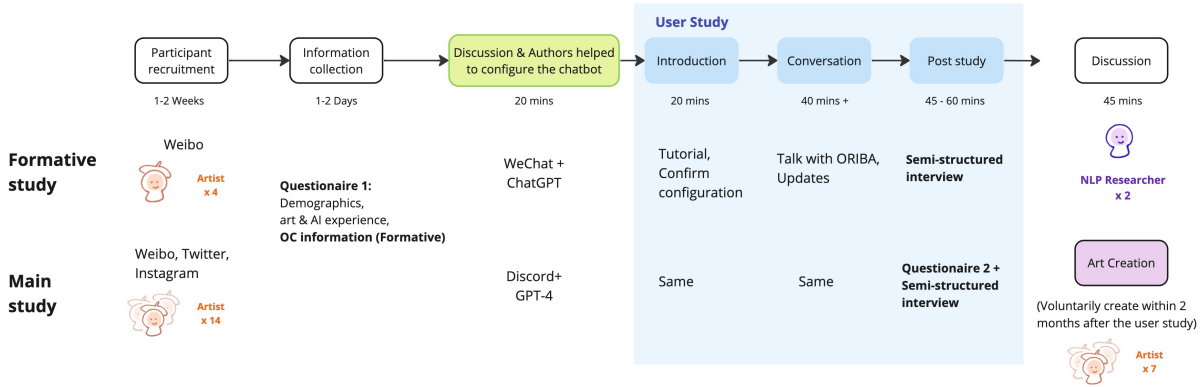 User Study
Participant
recruitment
Information
collection
Discussion & Authors helped
to configure the chatbot
Introduction
Conversation
Post study
Discussion
1-2 Weeks
1-2 Days
20 mins
20 mins
40 mins +
45 - 60 mins
45 mins
Formative
study
Weibo
Artist
x 4
Questionaire 1:
Demographics,
art & AI experience,
OC information (Formative)
WeChat +
ChatGPT
Tutorial,
Confirm
configuration
Talk with ORIBA,
Updates
Semi-structured
interview
NLP Researcher
x 2
Main
study
Weibo, Twitter,
Instagram
Artist
x 14
Discord+
GPT-4
Same
Same
Questionaire 2 +
Semi-structured
interview
Art Creation
(Voluntarily create within 2
months after the user study)
Artist
x 7